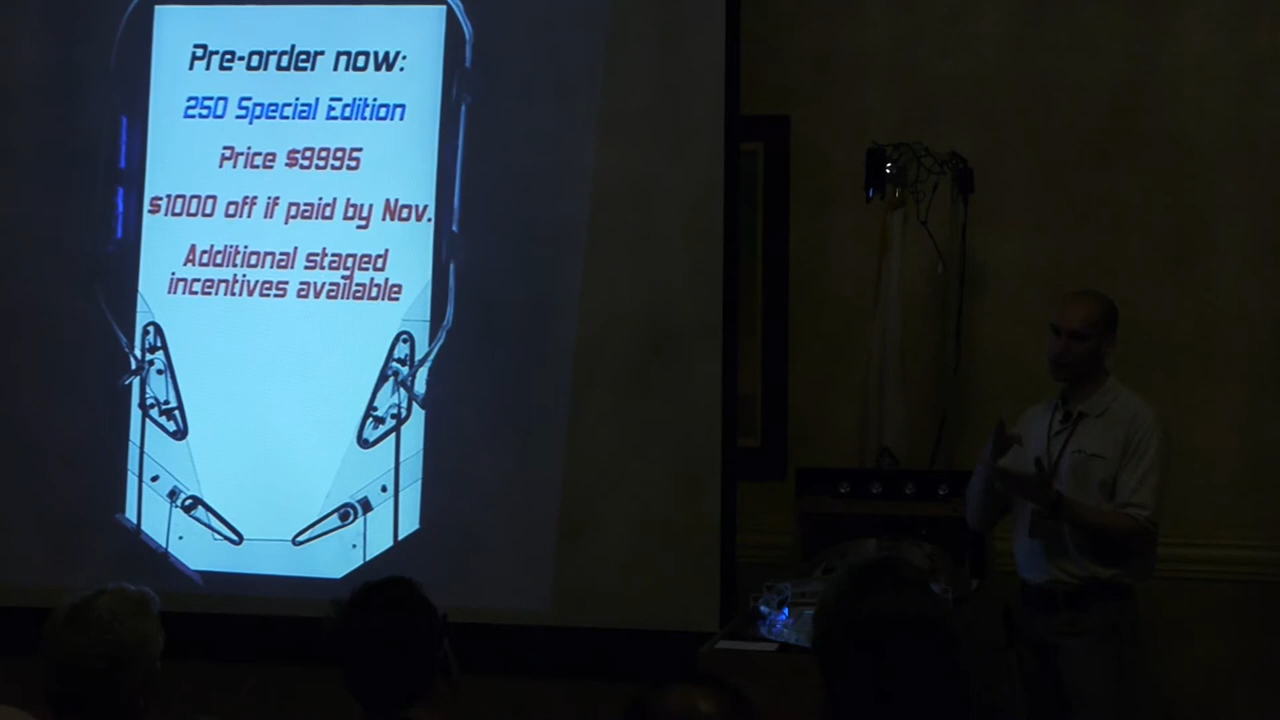 Pre-order now:
250 Special Edition
Price $9995
$1000 off if paid by Nov.
Additional staged
incentives available